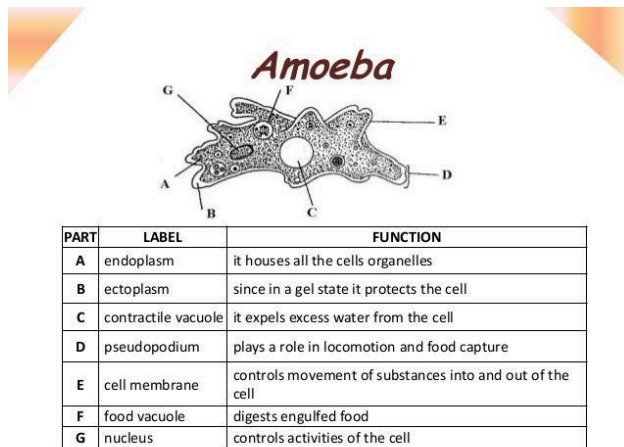 Amoeba
G
F
E
D
A
B
C
PART LABEL FUNCTION
A endoplasm it houses all the cells organelles
B ectoplasm since in a gel state it protects the cell
C contractile vacuole it expels excess water from the cell
D pseudopodium plays a role in locomotion and food capture
E cell membrane controls movement of substances into and out of the
cell
F food vacuole digests engulfed food
G nucleus controls activities of the cell